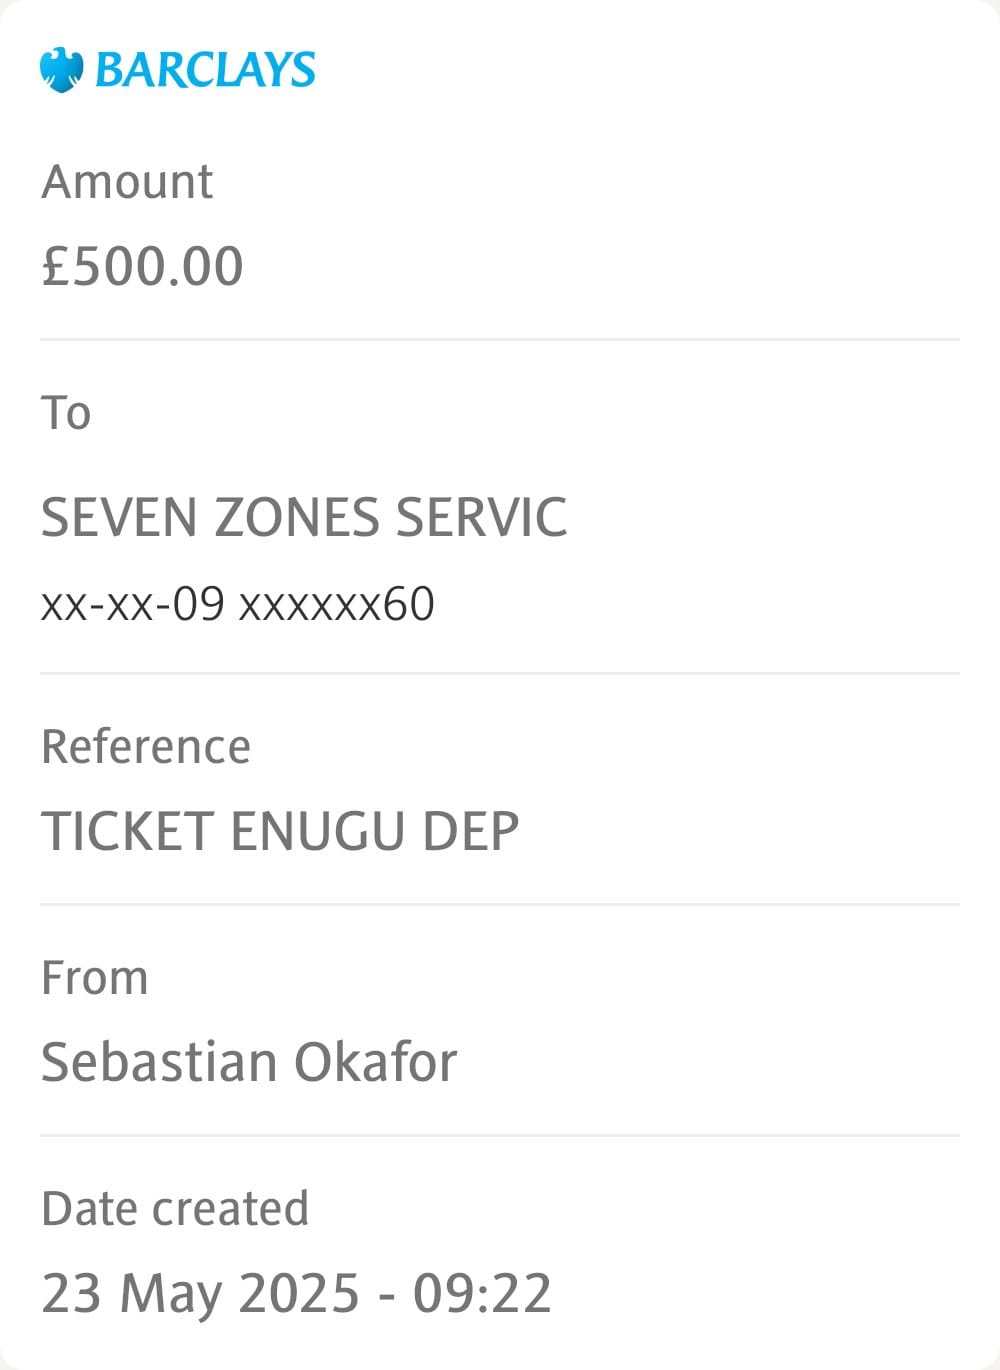 BARCLAYS
Amount
£500.00
To
SEVEN ZONES SERVIC
xx-xx-09 xxxxxx60
Reference
TICKET ENUGU DEP
From
Sebastian Okafor
Date created
23 May 2025 - 09:22